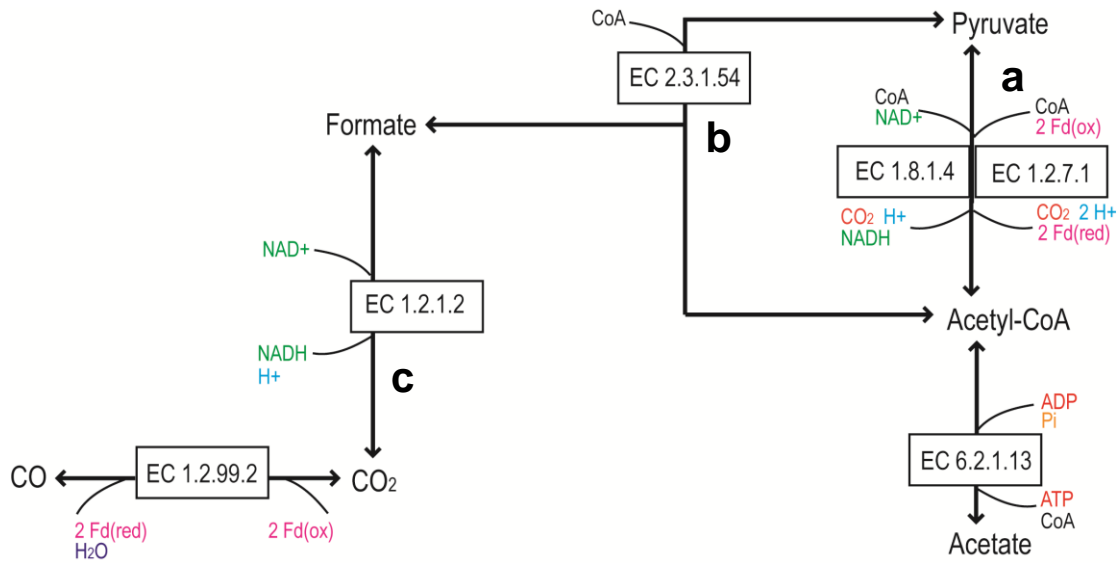 CoA
Pyruvate
EC 2.3.1.54
a
CoA
NAD+
CoA
2 Fd(ox)
Formate
b
EC 1.8.1.4
EC 1.2.7.1
CO2 H+
NADH
CO2 2 H+
2 Fd(red)
NAD+
EC 1.2.1.2
Acetyl-CoA
NADH
H+
c
ADP
Pi
EC 6.2.1.13
CO
EC 1.2.99.2
CO2
2 Fd(red)
H2O
2 Fd(ox)
ATP
CoA
Acetate